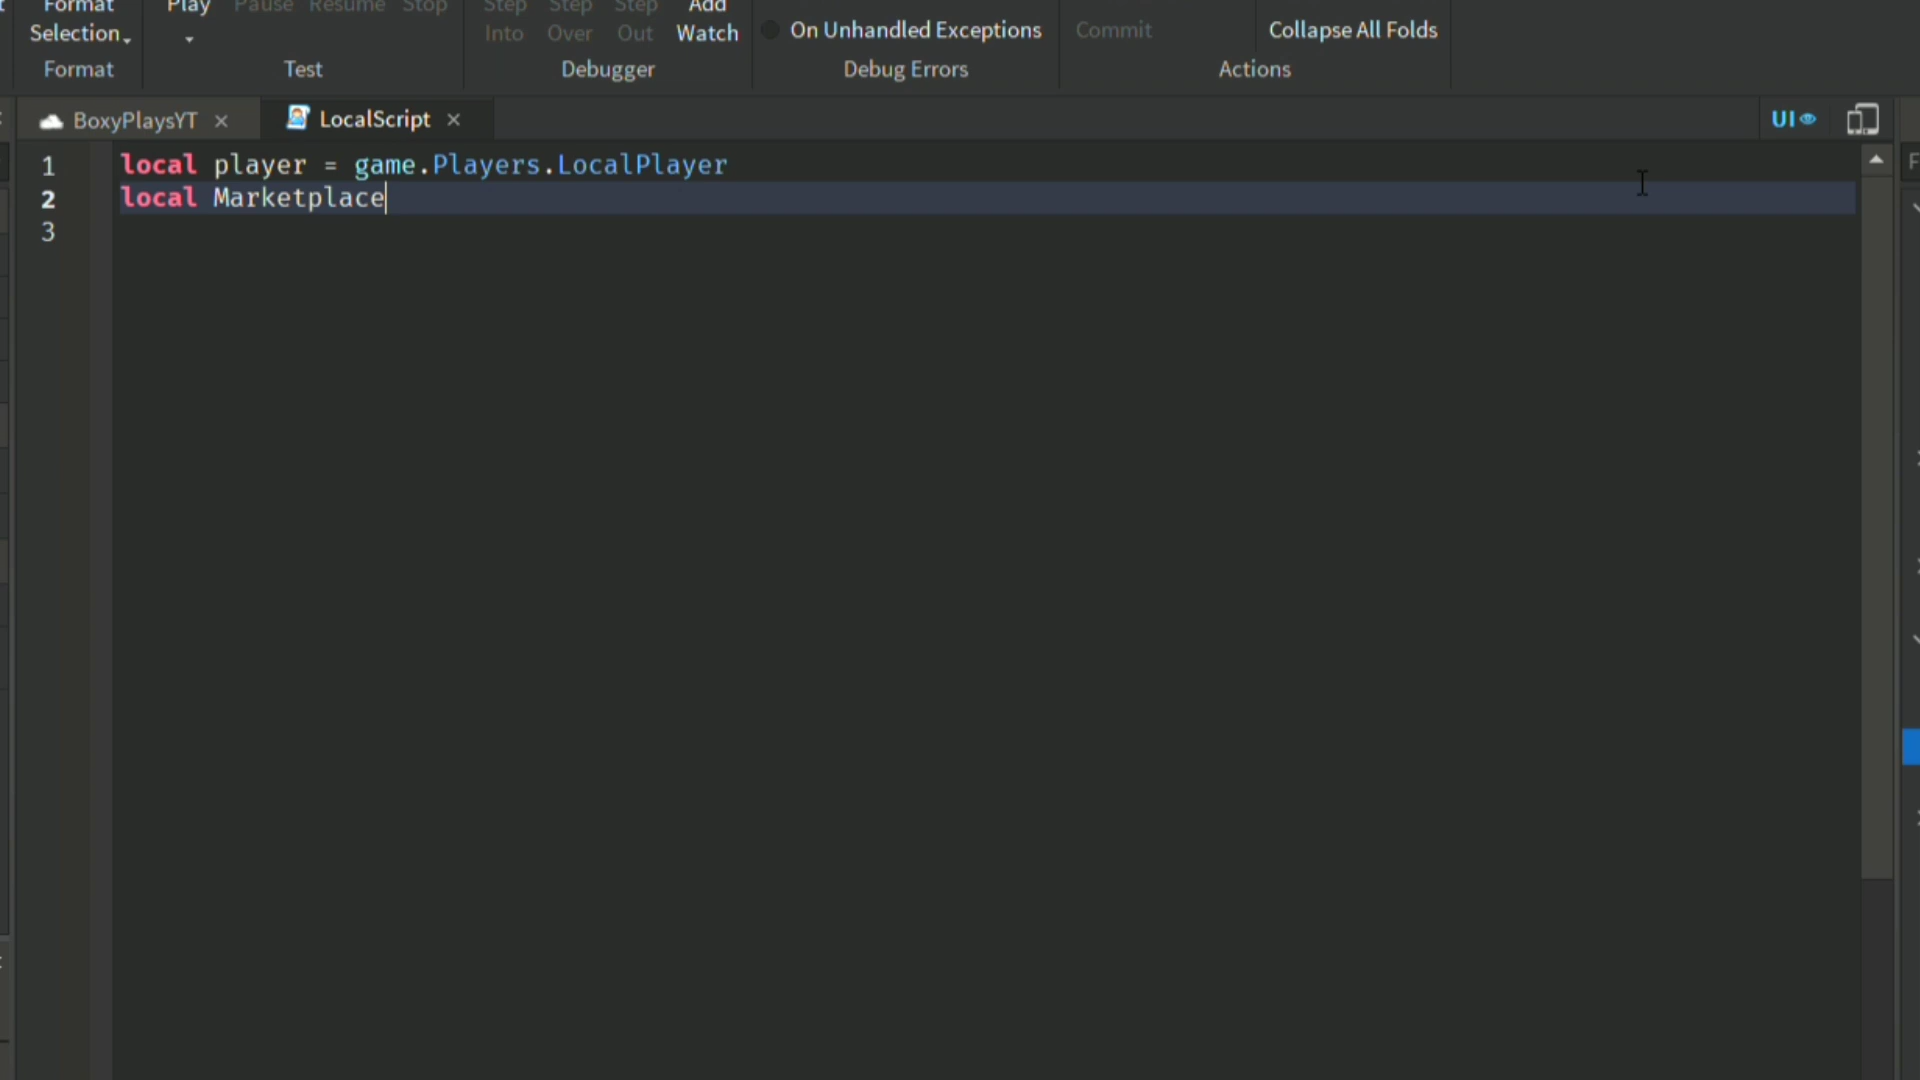 Format Play Pause Resume Stop Step Step Step Add
Selection Into Over Out Watch On Unhandled Exceptions Commit Collapse All Folds
Format Test Debugger Debug Errors Actions
BoxyPlaysYT × LocalScript × UI
1 local player = game.Players.LocalPlayer
2 local Marketplace
3